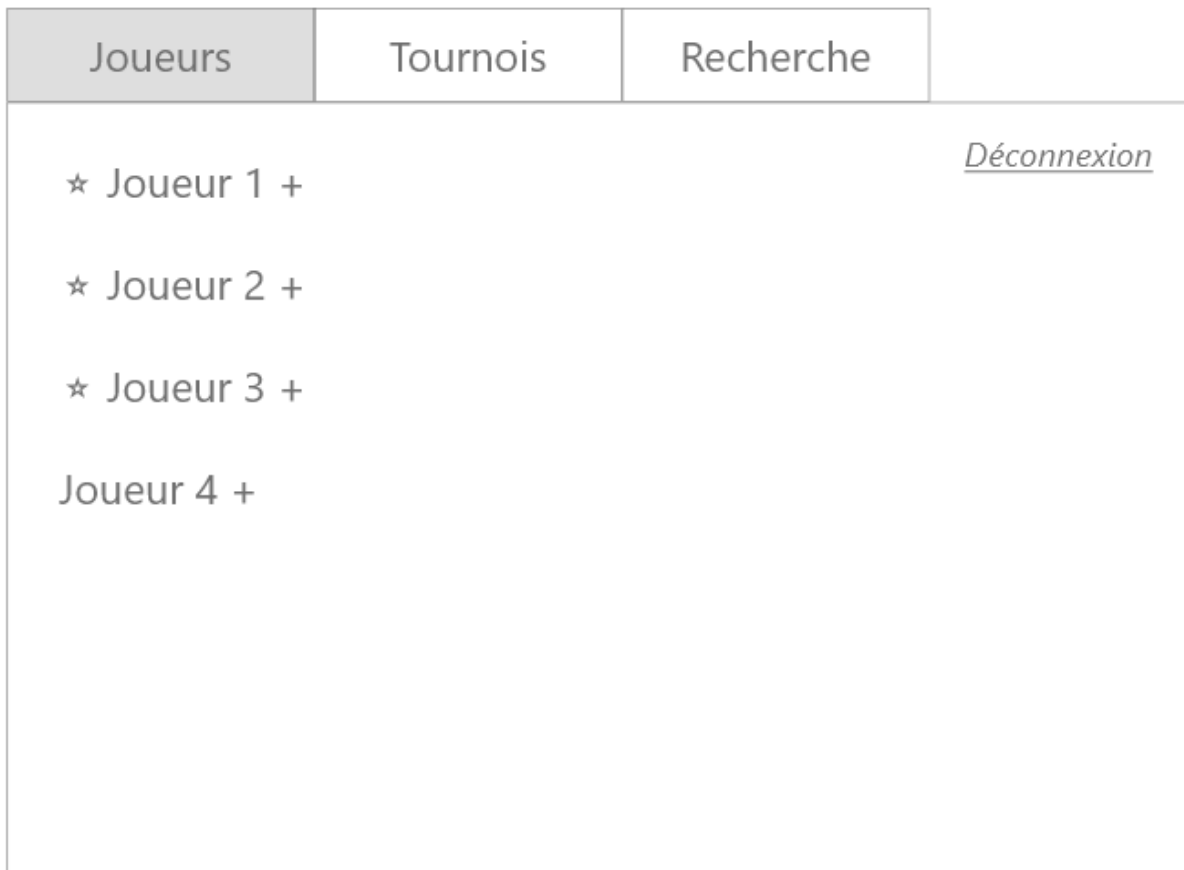 Joueurs Tournois Recherche
Déconnexion
☆ Joueur 1 +
☆ Joueur 2 +
☆ Joueur 3 +
Joueur 4 +